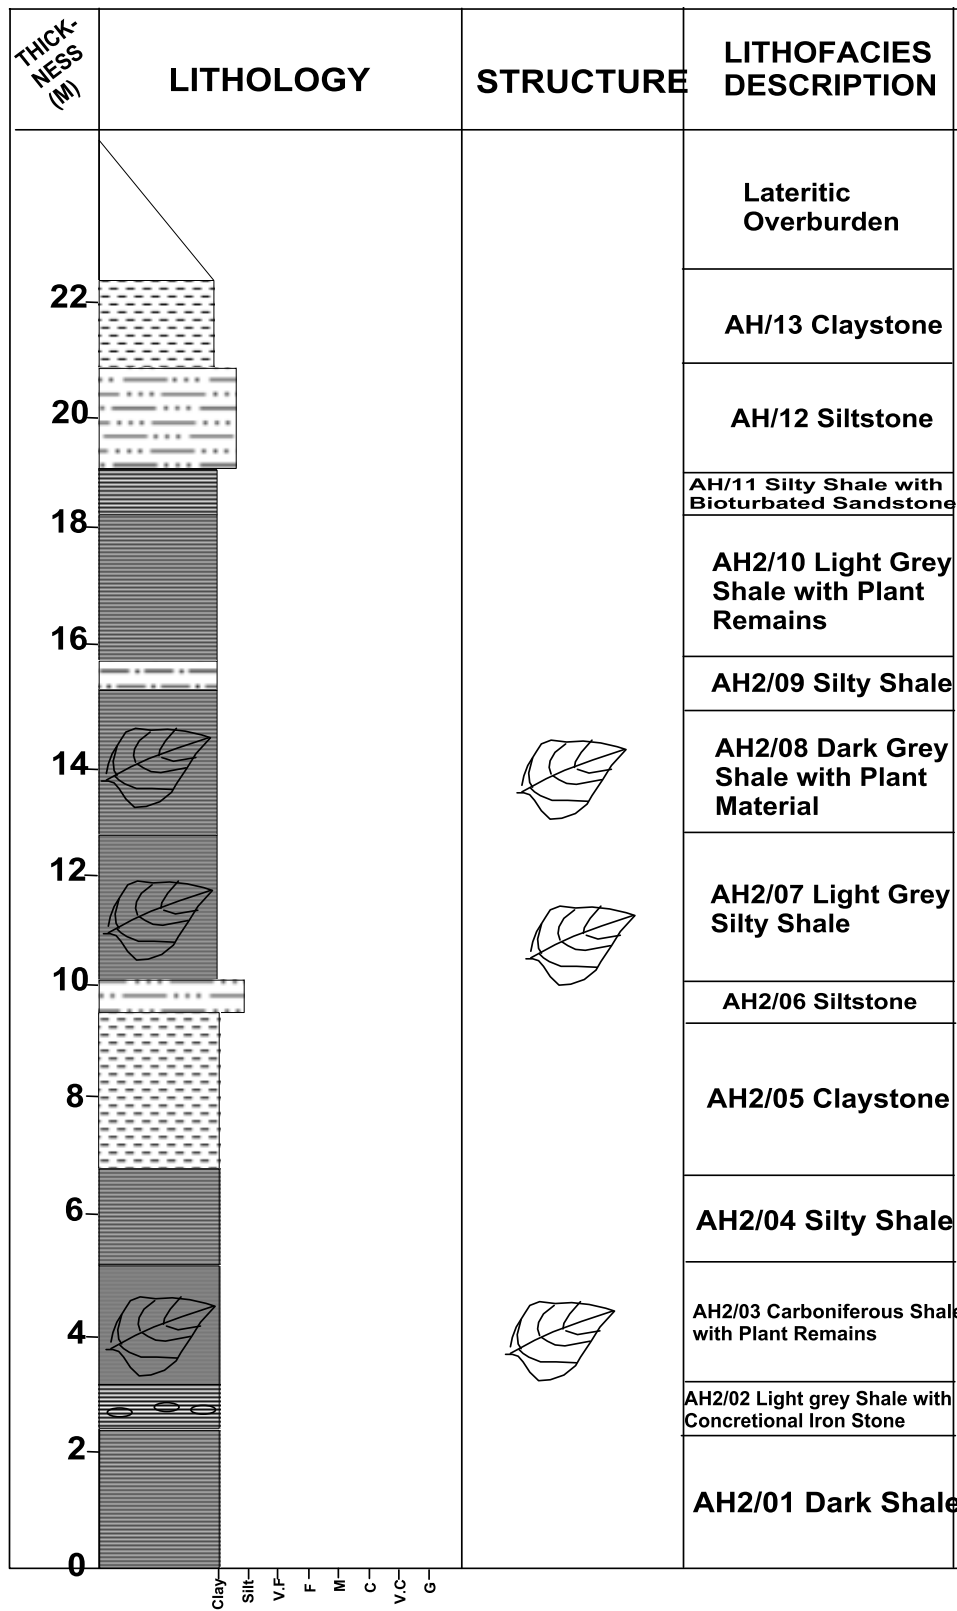 THICK-
NESS
(M)
LITHOLOGY
STRUCTURE
LITHOFACIES
DESCRIPTION
Lateritic
Overburden
22
AH/13 Claystone
20
AH/12 Siltstone
AH/11 Silty Shale with
Bioturbated Sandstone
18
AH2/10 Light Grey
Shale with Plant
Remains
16
AH2/09 Silty Shale
14
AH2/08 Dark Grey
Shale with Plant
Material
12
AH2/07 Light Grey
Silty Shale
10
AH2/06 Siltstone
8
AH2/05 Claystone
6
AH2/04 Silty Shale
4
AH2/03 Carboniferous Shale
with Plant Remains
AH2/02 Light grey Shale with
Concretional Iron Stone
2
AH2/01 Dark Shale
0
Clay
Silt
V.F
F
M
C
V.C
G